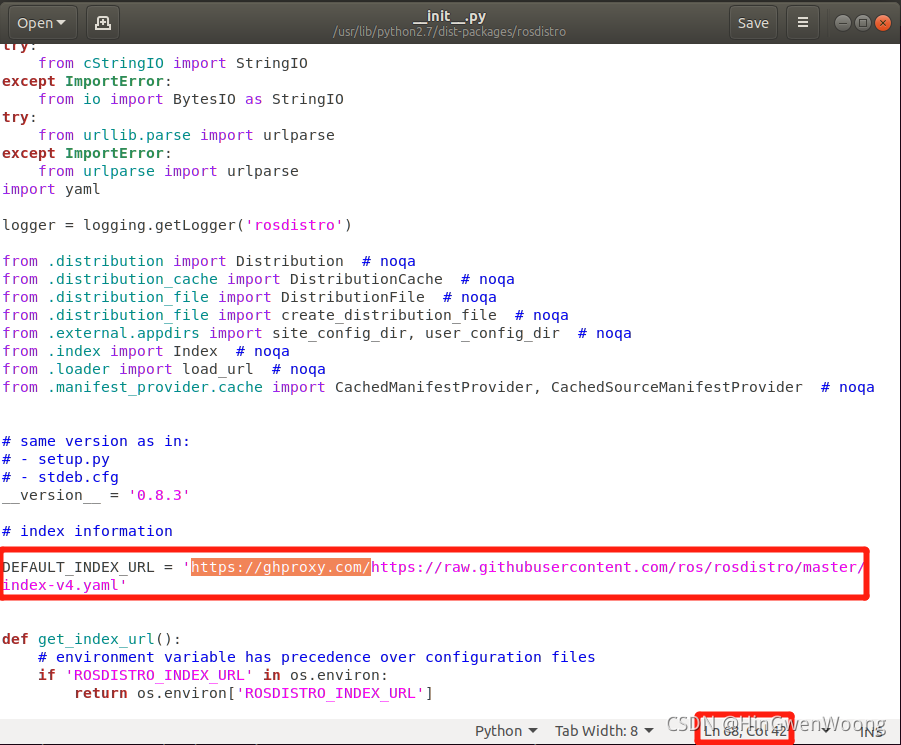 Open
__init__.py
/usr/lib/python2.7/dist-packages/rosdistro
Save
try:
    from cStringIO import StringIO
except ImportError:
    from io import BytesIO as StringIO
try:
    from urllib.parse import urlparse
except ImportError:
    from urlparse import urlparse
import yaml
logger = logging.getLogger('rosdistro')
from .distribution import Distribution  # noqa
from .distribution_cache import DistributionCache  # noqa
from .distribution_file import DistributionFile  # noqa
from .distribution_file import create_distribution_file  # noqa
from .external.appdirs import site_config_dir, user_config_dir  # noqa
from .index import Index  # noqa
from .loader import load_url  # noqa
from .manifest_provider.cache import CachedManifestProvider, CachedSourceManifestProvider  # noqa
# same version as in:
# - setup.py
# - stdeb.cfg
__version__ = '0.8.3'
# index information
DEFAULT_INDEX_URL = 'https://ghproxy.com/https://raw.githubusercontent.com/ros/rosdistro/master/
index-v4.yaml'
def get_index_url():
    # environment variable has precedence over configuration files
    if 'ROSDISTRO_INDEX_URL' in os.environ:
        return os.environ['ROSDISTRO_INDEX_URL']
Python Tab Width: 8 Ln 68, Col 42 INS
CSDN @HinGwenWoong